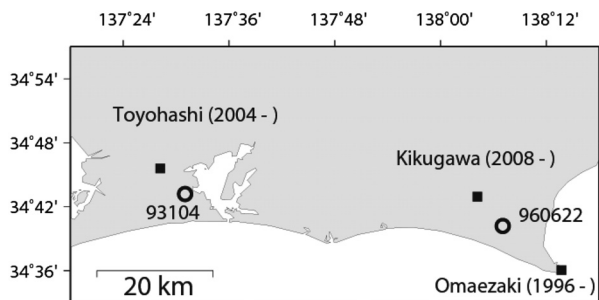 137°24' 137°36' 137°48' 138°00' 138°12'
34°54'
34°48'
34°42'
34°36'
Toyohashi (2004 - )
93104
Kikugawa (2008 - )
960622
Omaezaki (1996 - )
20 km